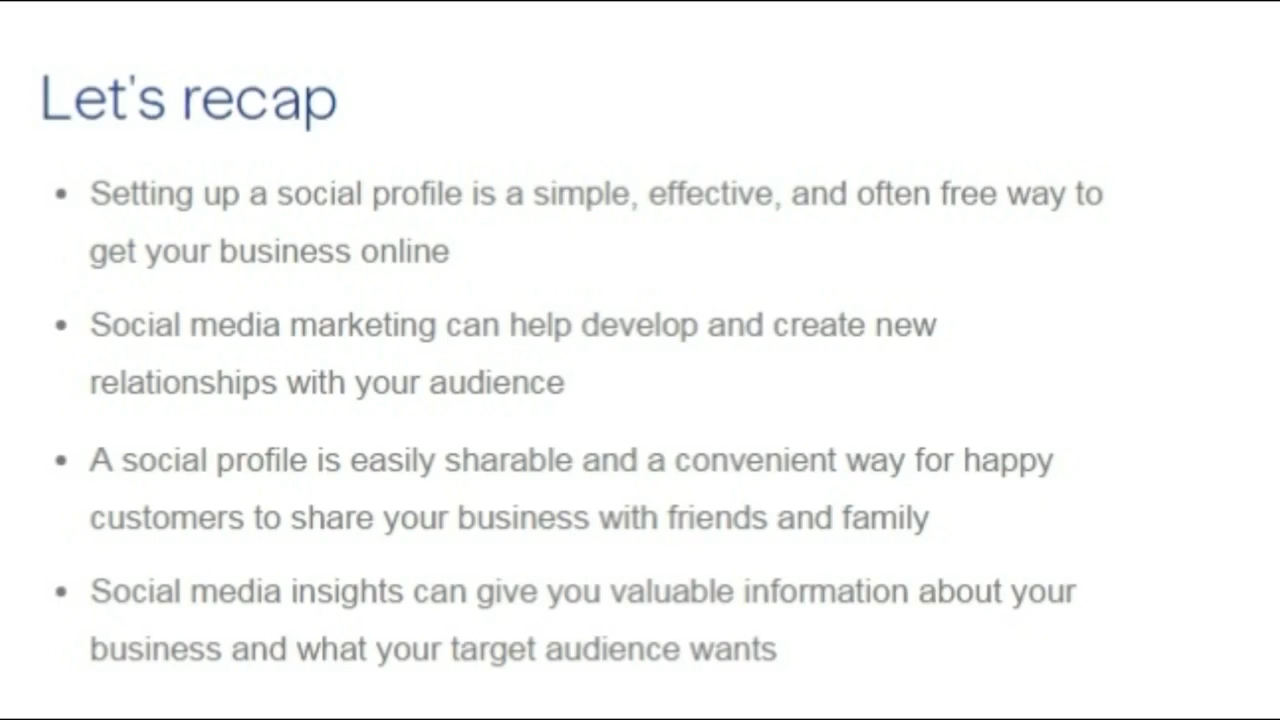 Let's recap
• Setting up a social profile is a simple, effective, and often free way to
get your business online
• Social media marketing can help develop and create new
relationships with your audience
• A social profile is easily sharable and a convenient way for happy
customers to share your business with friends and family
• Social media insights can give you valuable information about your
business and what your target audience wants